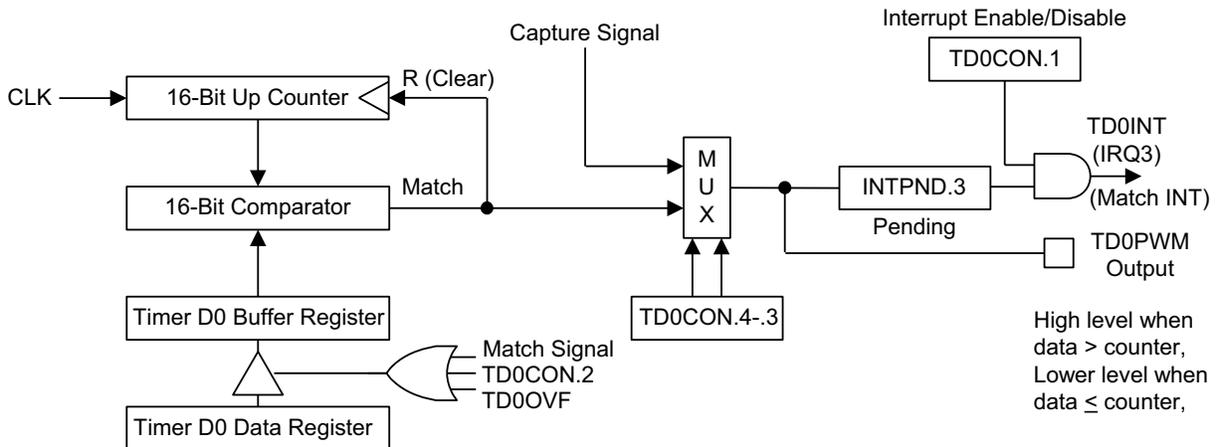 Interrupt Enable/Disable
Capture Signal
TD0CON.1
CLK
16-Bit Up Counter
R (Clear)
TD0INT
(IRQ3)
(Match INT)
M
U
X
INTPND.3
Pending
16-Bit Comparator
Match
TD0PWM
Output
Timer D0 Buffer Register
TD0CON.4-.3
High level when
data > counter,
Lower level when
data ≤ counter,
Match Signal
TD0CON.2
TD0OVF
Timer D0 Data Register